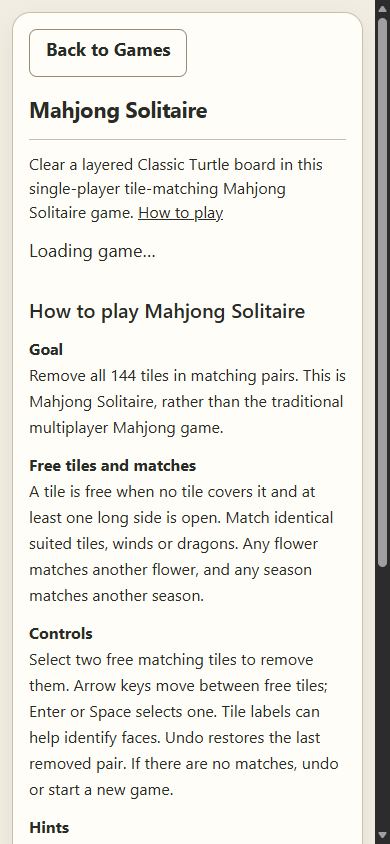 Back to Games
Mahjong Solitaire
Clear a layered Classic Turtle board in this
single-player tile-matching Mahjong
Solitaire game. How to play
Loading game...
How to play Mahjong Solitaire
Goal
Remove all 144 tiles in matching pairs. This is
Mahjong Solitaire, rather than the traditional
multiplayer Mahjong game.
Free tiles and matches
A tile is free when no tile covers it and at
least one long side is open. Match identical
suited tiles, winds or dragons. Any flower
matches another flower, and any season
matches another season.
Controls
Select two free matching tiles to remove
them. Arrow keys move between free tiles;
Enter or Space selects one. Tile labels can
help identify faces. Undo restores the last
removed pair. If there are no matches, undo
or start a new game.
Hints